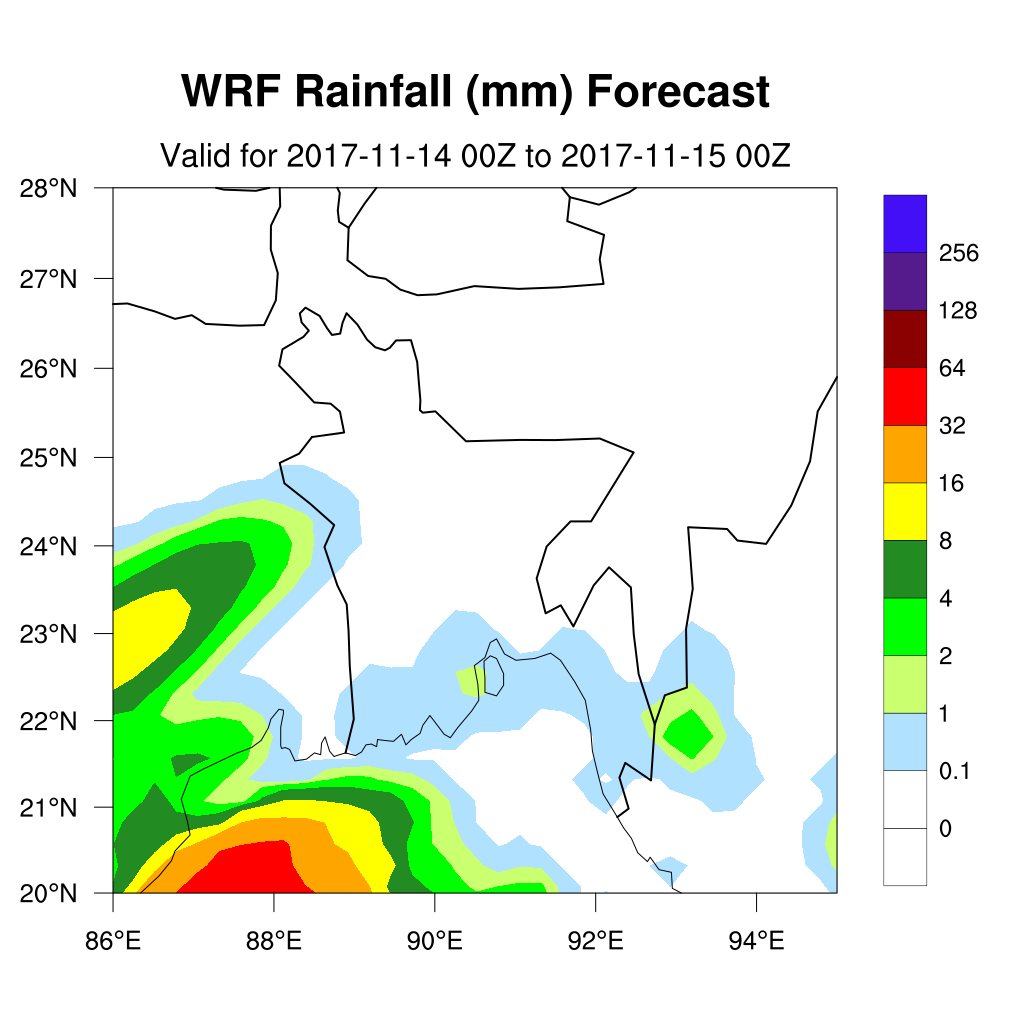 WRF Rainfall (mm) Forecast
Valid for 2017-11-14 00Z to 2017-11-15 00Z
28°N
27°N
26°N
25°N
24°N
23°N
22°N
21°N
20°N
86°E 88°E 90°E 92°E 94°E
256
128
64
32
16
8
4
2
1
0.1
0